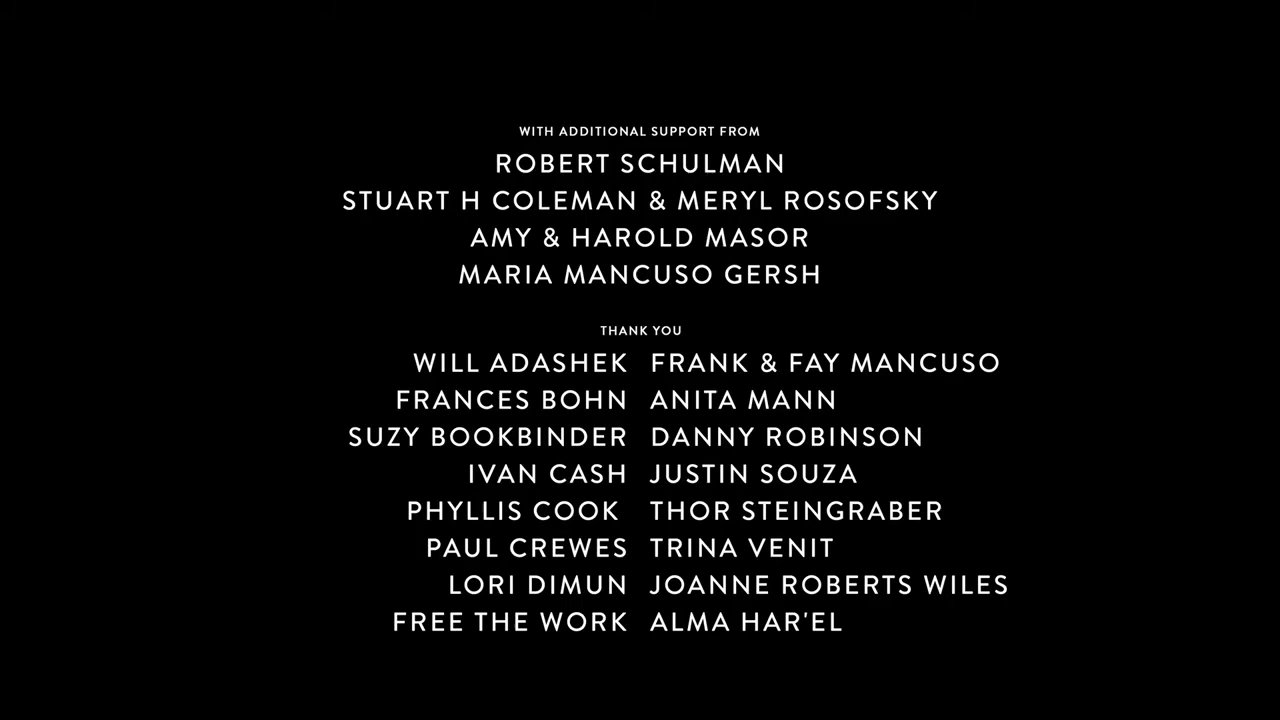 WITH ADDITIONAL SUPPORT FROM
ROBERT SCHULMAN
STUART H COLEMAN & MERYL ROSOFSKY
AMY & HAROLD MASOR
MARIA MANCUSO GERSH
THANK YOU
WILL ADASHEK FRANK & FAY MANCUSO
FRANCES BOHN ANITA MANN
SUZY BOOKBINDER DANNY ROBINSON
IVAN CASH JUSTIN SOUZA
PHYLLIS COOK THOR STEINGRABER
PAUL CREWES TRINA VENIT
LORI DIMUN JOANNE ROBERTS WILES
FREE THE WORK ALMA HAR'EL